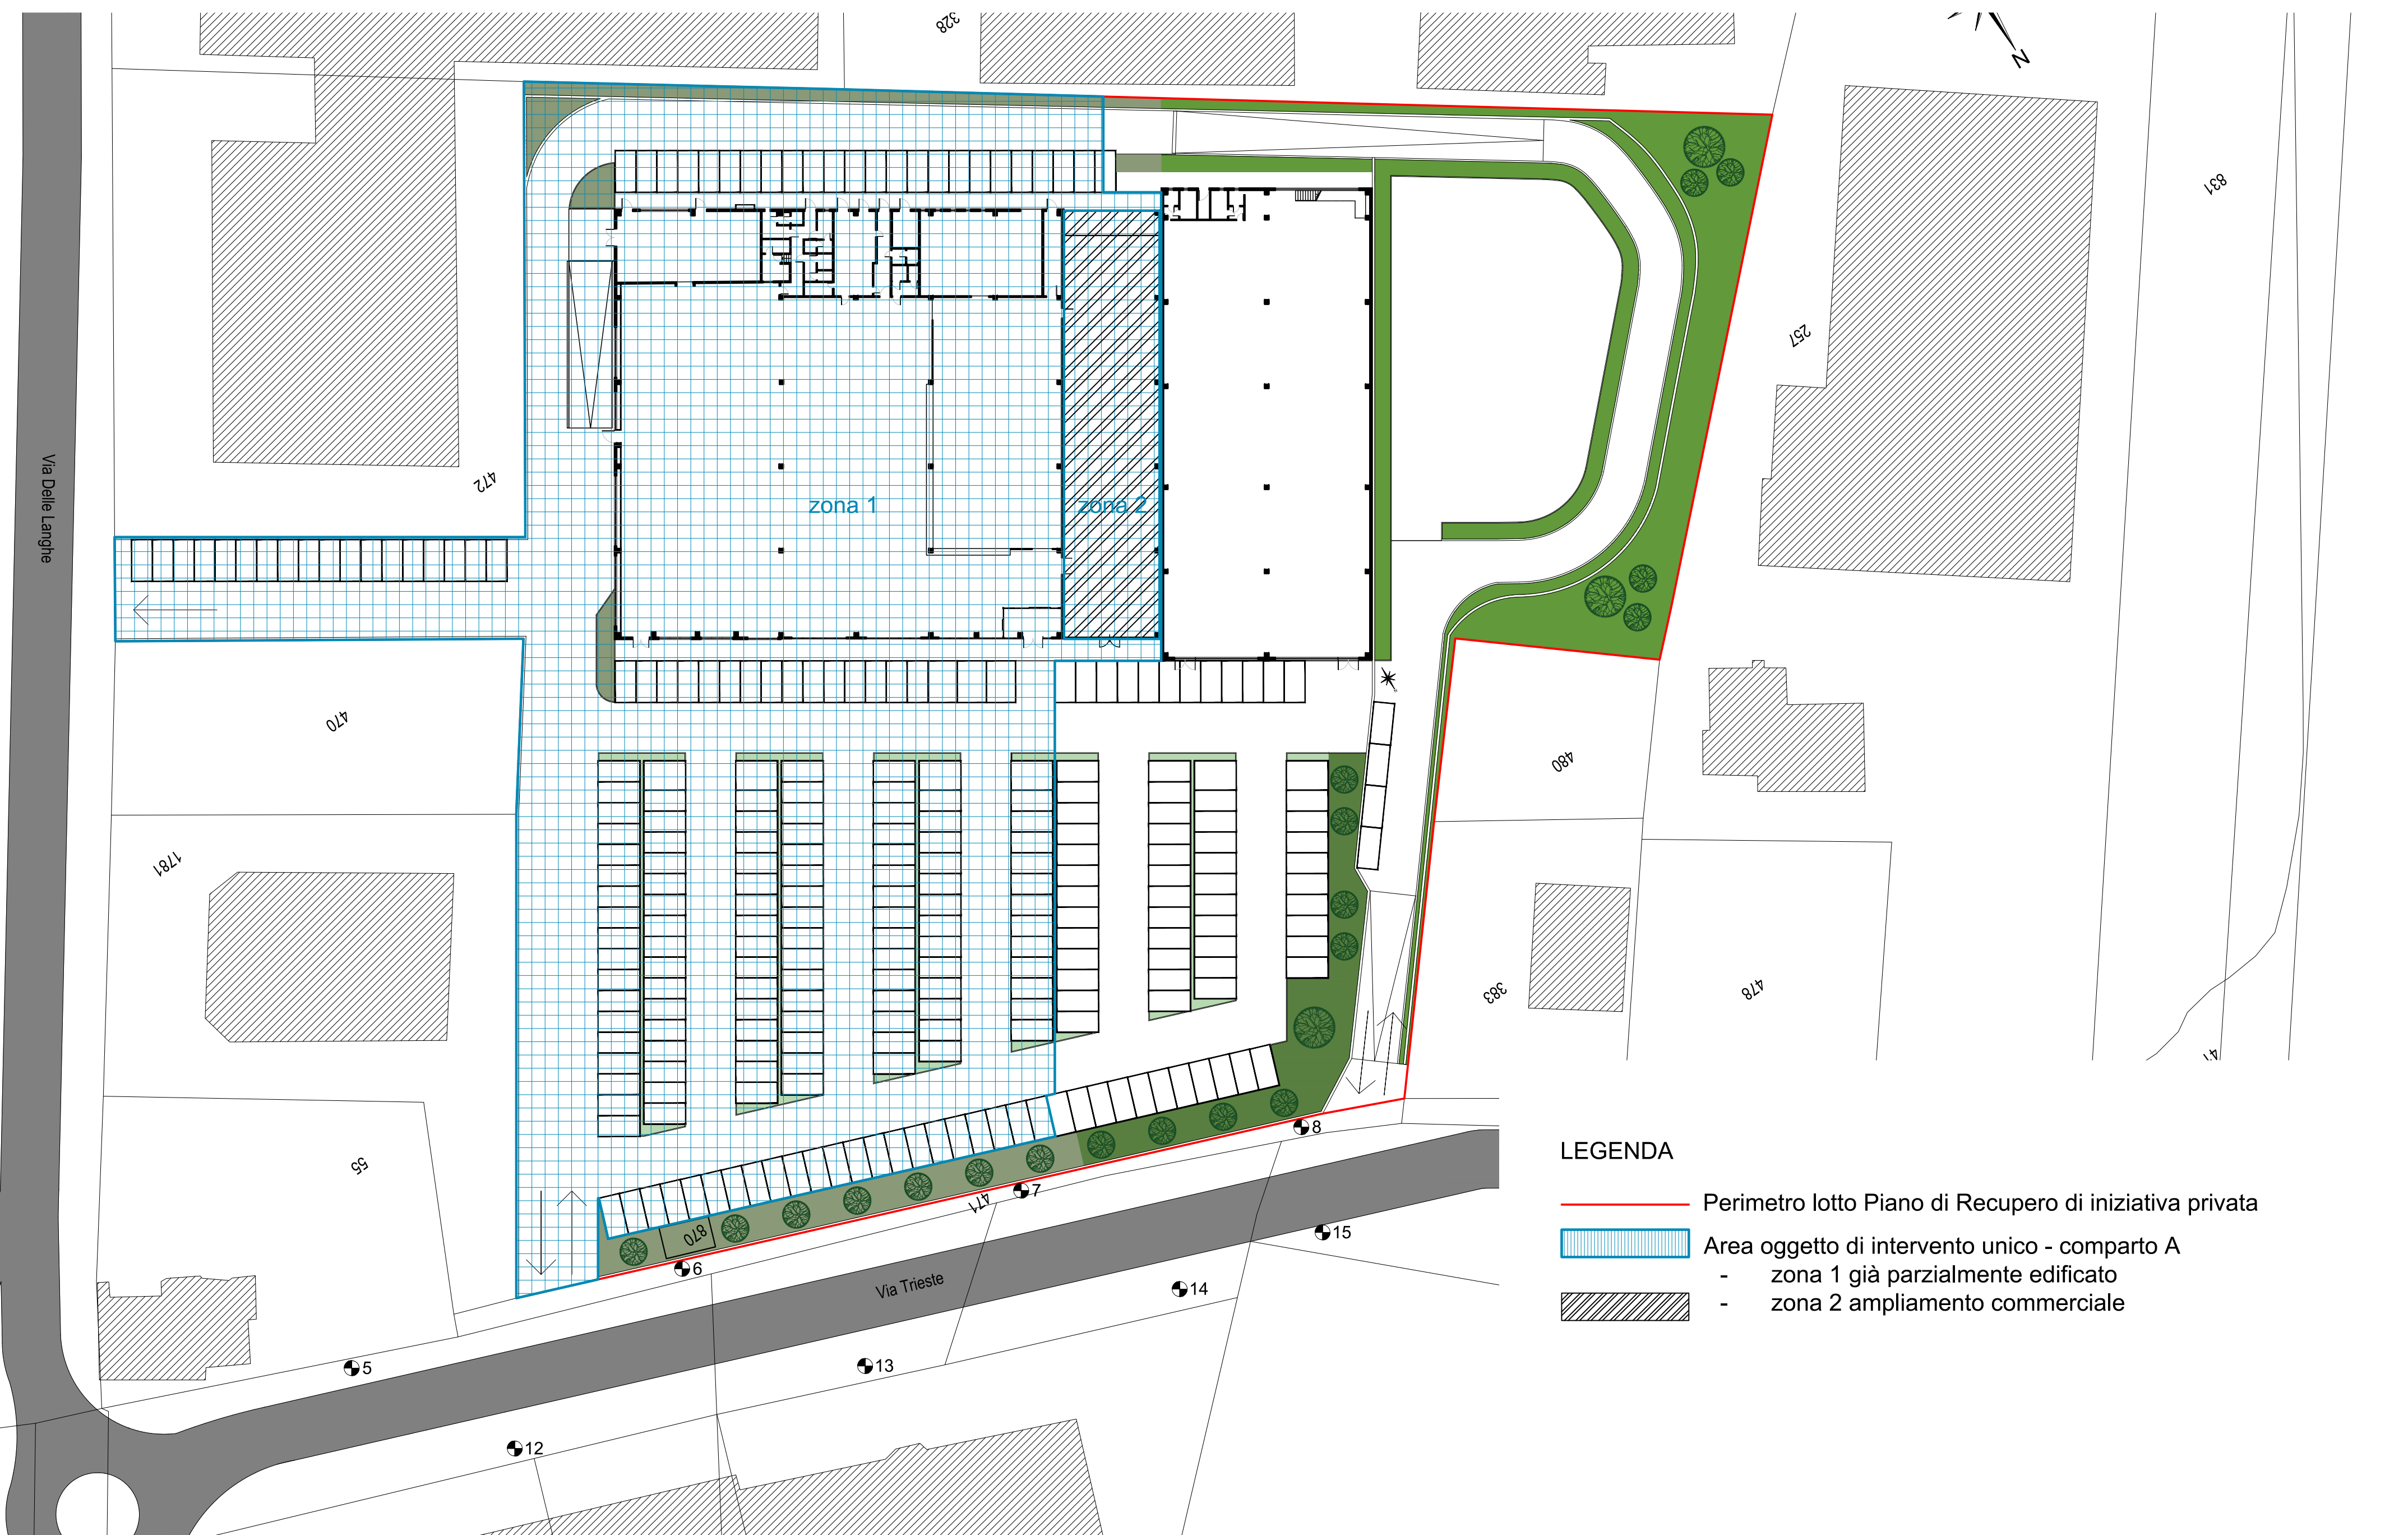 328
N
831
257
Via Delle Langhe
472
zona 1
zona 2
470
480
1781
383
478
41
55
8
7
471
870
6
15
14
Via Trieste
5
13
12
LEGENDA
Perimetro lotto Piano di Recupero di iniziativa privata
Area oggetto di intervento unico - comparto A
- zona 1 già parzialmente edificato
- zona 2 ampliamento commerciale